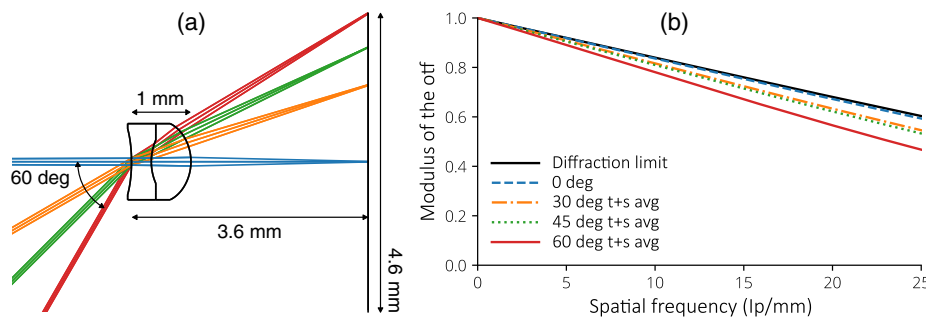 (a)
1 mm
60 deg
3.6 mm
4.6 mm
(b)
Modulus of the otf
1.0
0.8
0.6
0.4
0.2
0.0
Diffraction limit
0 deg
30 deg t+s avg
45 deg t+s avg
60 deg t+s avg
0 5 10 15 20 25
Spatial frequency (lp/mm)